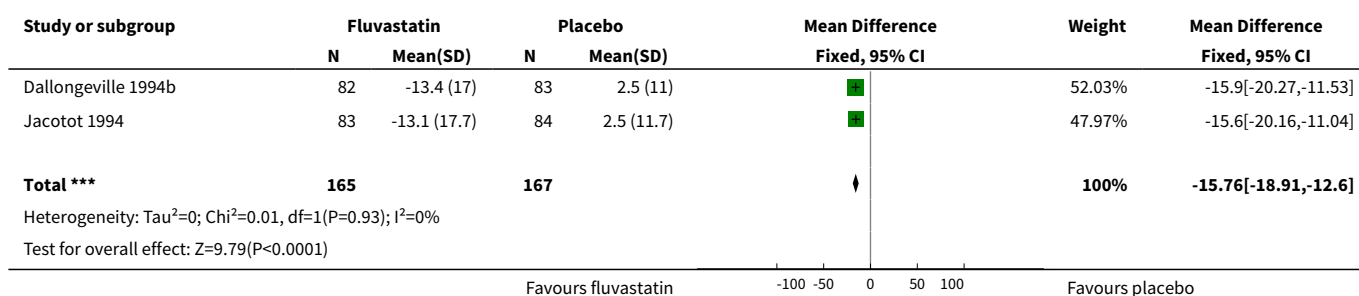 Study or subgroup Fluvastatin Placebo Mean Difference Weight Mean Difference
N Mean(SD) N Mean(SD) Fixed, 95% CI Fixed, 95% CI
Dallongeville 1994b 82 -13.4 (17) 83 2.5 (11) 52.03% -15.9[-20.27,-11.53]
Jacotot 1994 83 -13.1 (17.7) 84 2.5 (11.7) 47.97% -15.6[-20.16,-11.04]
Total *** 165 167 100% -15.76[-18.91,-12.6]
Heterogeneity: Tau²=0; Chi²=0.01, df=1(P=0.93); I²=0%
Test for overall effect: Z=9.79(P<0.0001)
Favours fluvastatin -100 -50 0 50 100 Favours placebo